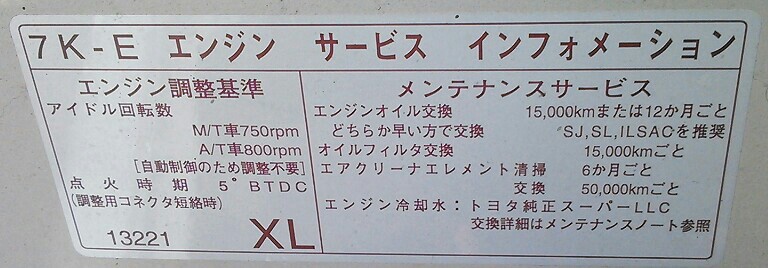 7K-E エンジン サービス インフォメーション
エンジン調整基準
アイドル回転数
M/T車750rpm
A/T車800rpm
[自動制御のため調整不要]
点火時期 5°BTDC
(調整用コネクタ短絡時)
13221 XL
メンテナンスサービス
エンジンオイル交換 15,000kmまたは12か月ごと
どちらか早い方で交換 SJ,SL,ILSACを推奨
オイルフィルタ交換 15,000kmごと
エアクリーナエレメント清掃 6か月ごと
交換 50,000kmごと
エンジン冷却水:トヨタ純正スーパーLLC
交換詳細はメンテナンスノート参照